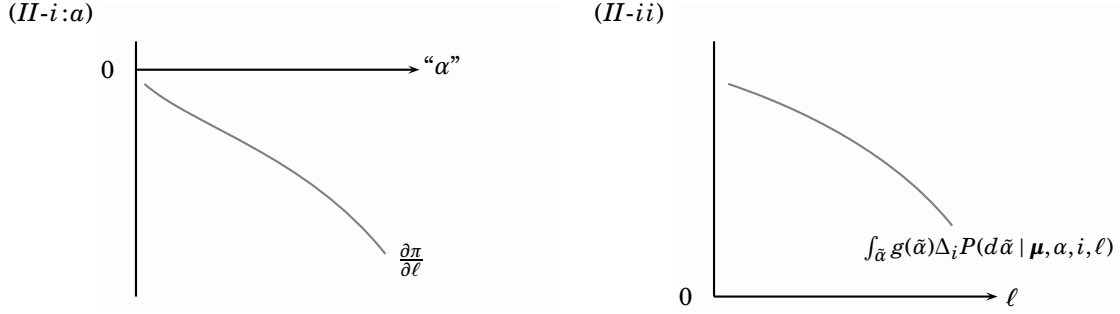 (II-i:a)
0
“α”
∂π/∂ℓ
(II-ii)
∫_α̃ g(α̃)Δ_i P(dα̃ | μ, α, i, ℓ)
0
ℓ